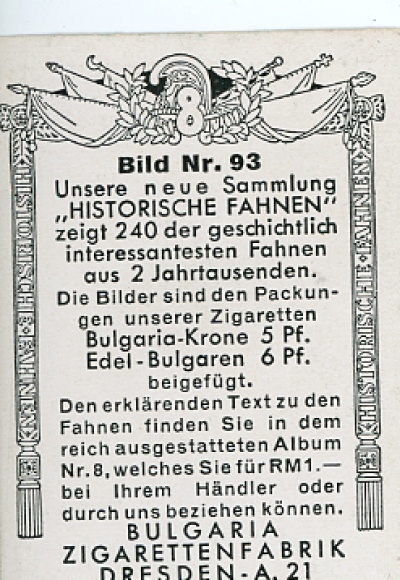 8
Bild Nr. 93
Unsere neue Sammlung
„HISTORISCHE FAHNEN"
zeigt 240 der geschichtlich
interessantesten Fahnen
aus 2 Jahrtausenden.
Die Bilder sind den Packun-
gen unserer Zigaretten
Bulgaria-Krone 5 Pf.
Edel-Bulgaren 6 Pf.
beigefügt.
Den erklärenden Text zu den
Fahnen finden Sie in dem
reich ausgestatteten Album
Nr. 8, welches Sie für RM1.—
bei Ihrem Händler oder
durch uns beziehen können.
BULGARIA
ZIGARETTENFABRIK
DRESDEN-A. 21
HISTORISCHE FAHNEN
HISTORISCHE FAHNEN